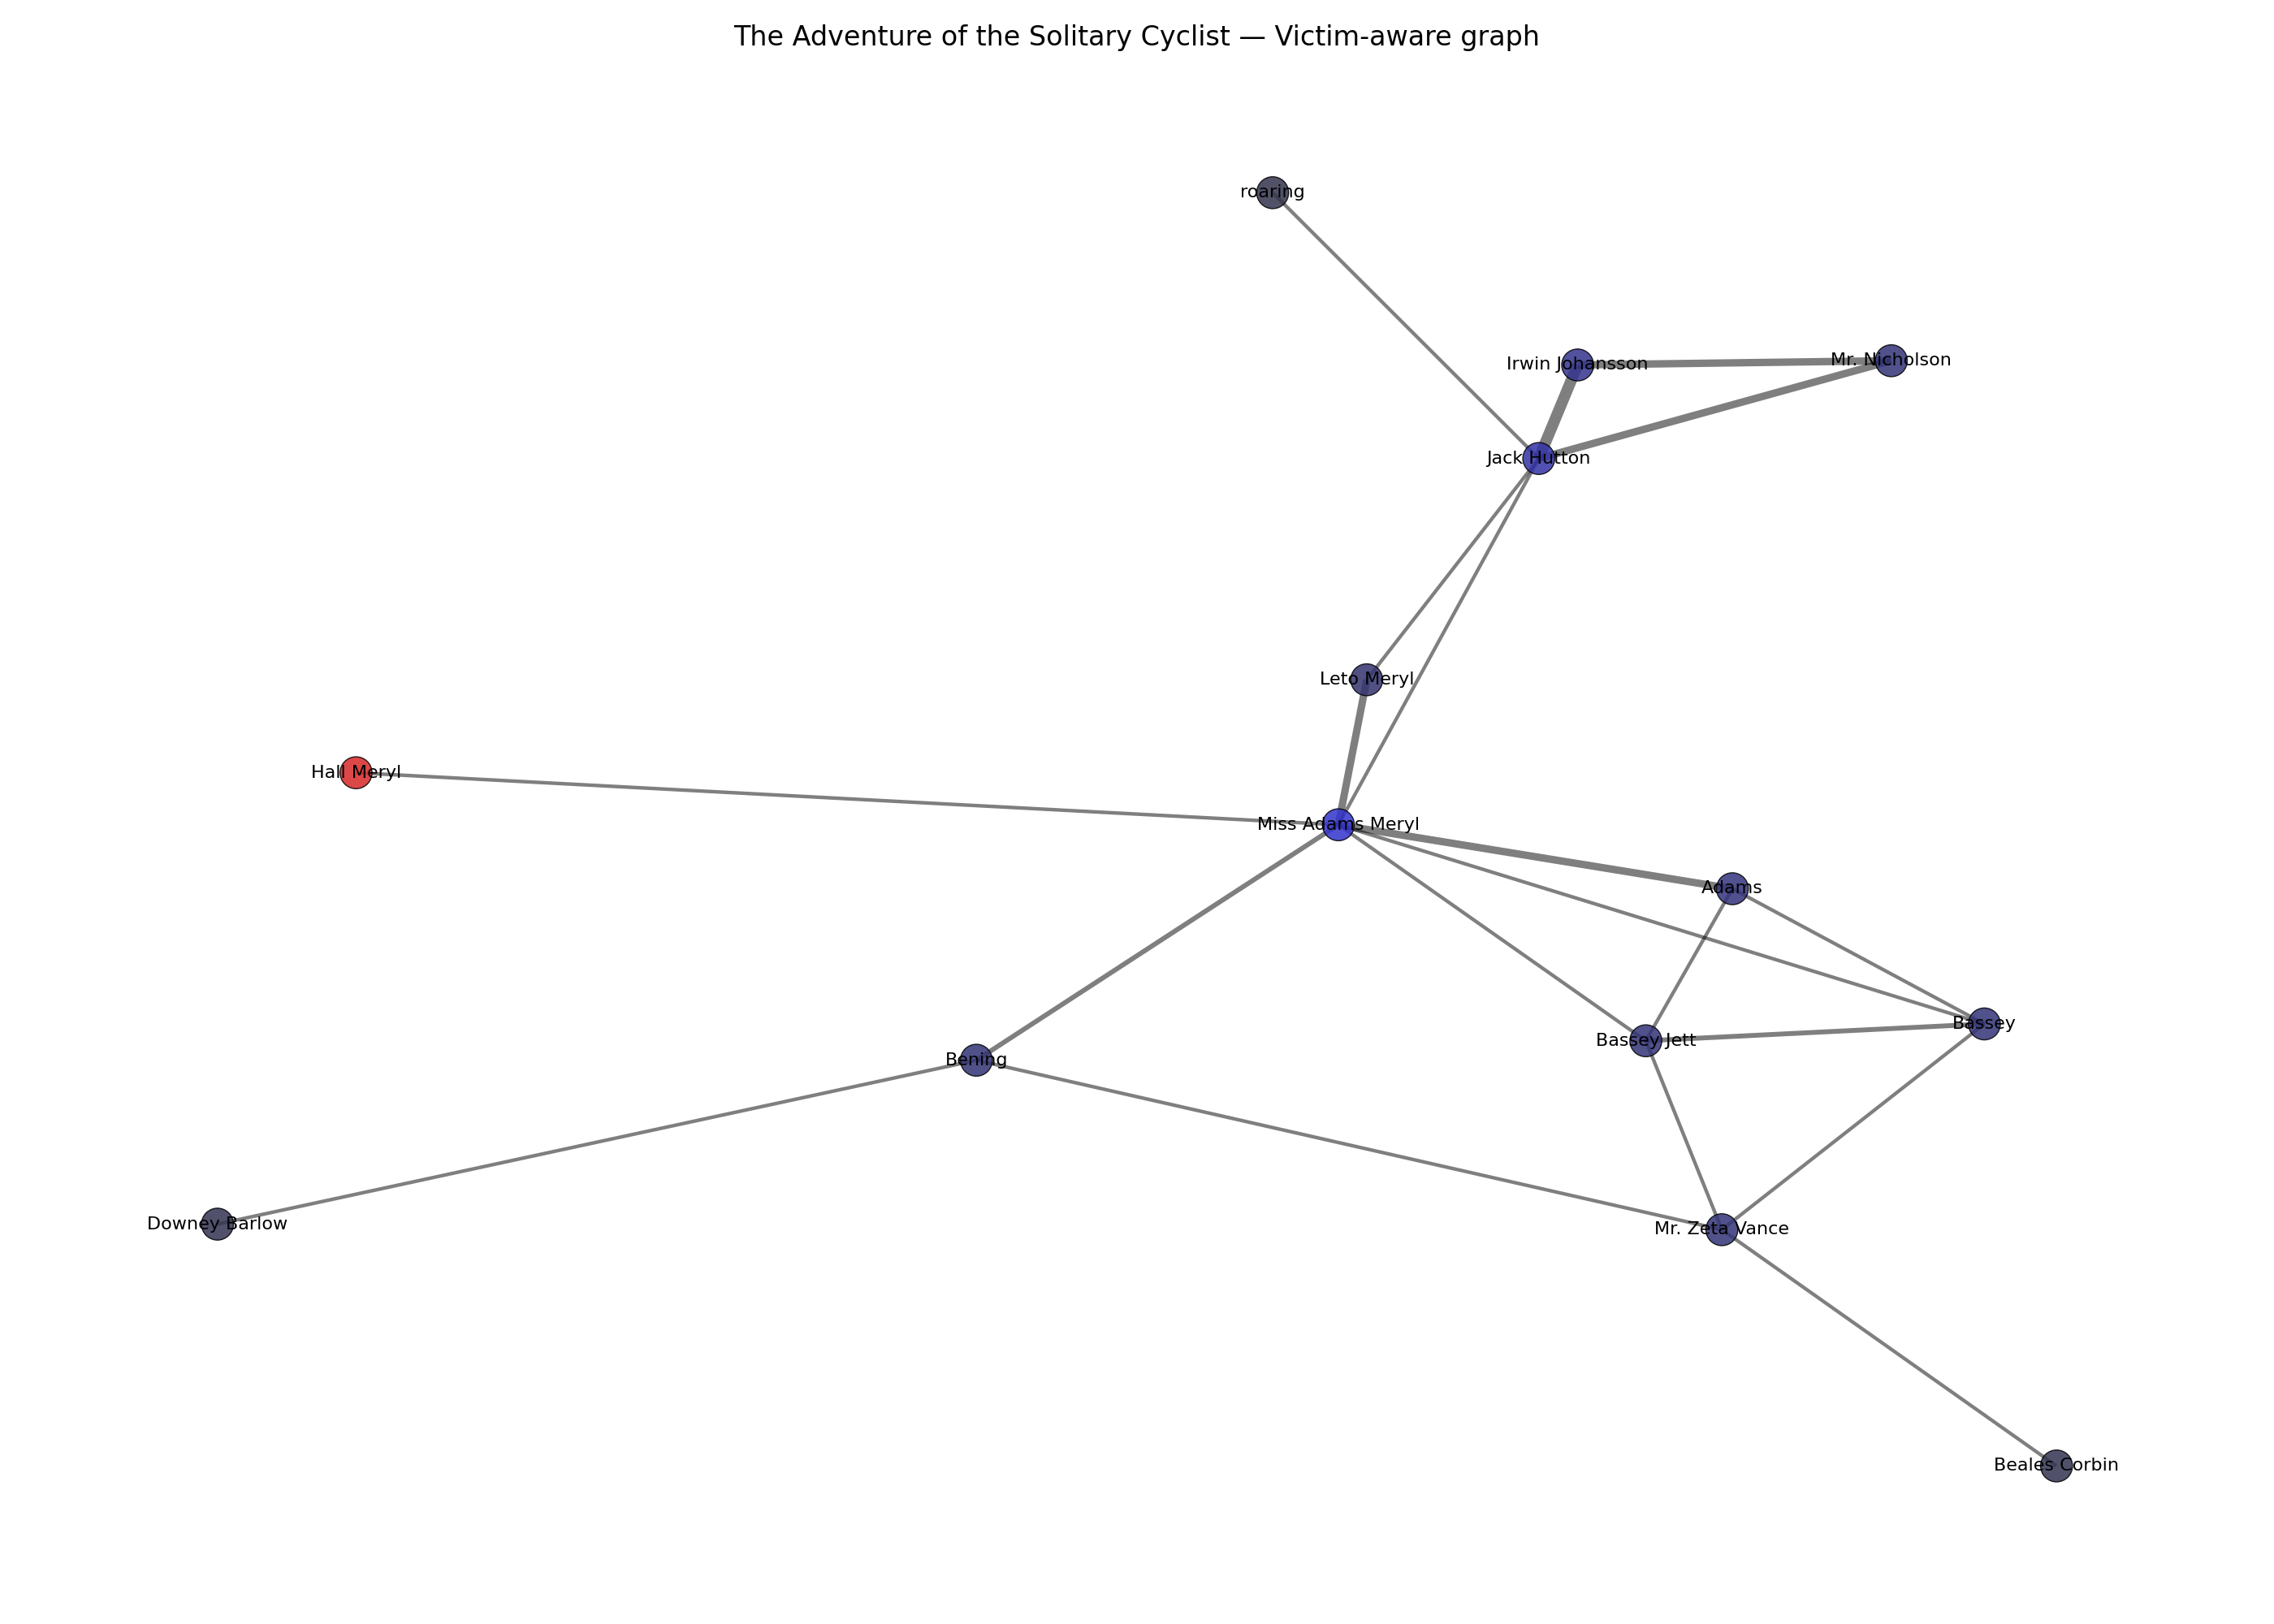 The Adventure of the Solitary Cyclist — Victim-aware graph
roaring
Irwin Johansson
Mr. Nicholson
Jack Hutton
Leto Meryl
Hall Meryl
Miss Adams Meryl
Adams
Bassey
Bassey Jett
Bening
Downey Barlow
Mr. Zeta Vance
Beales Corbin